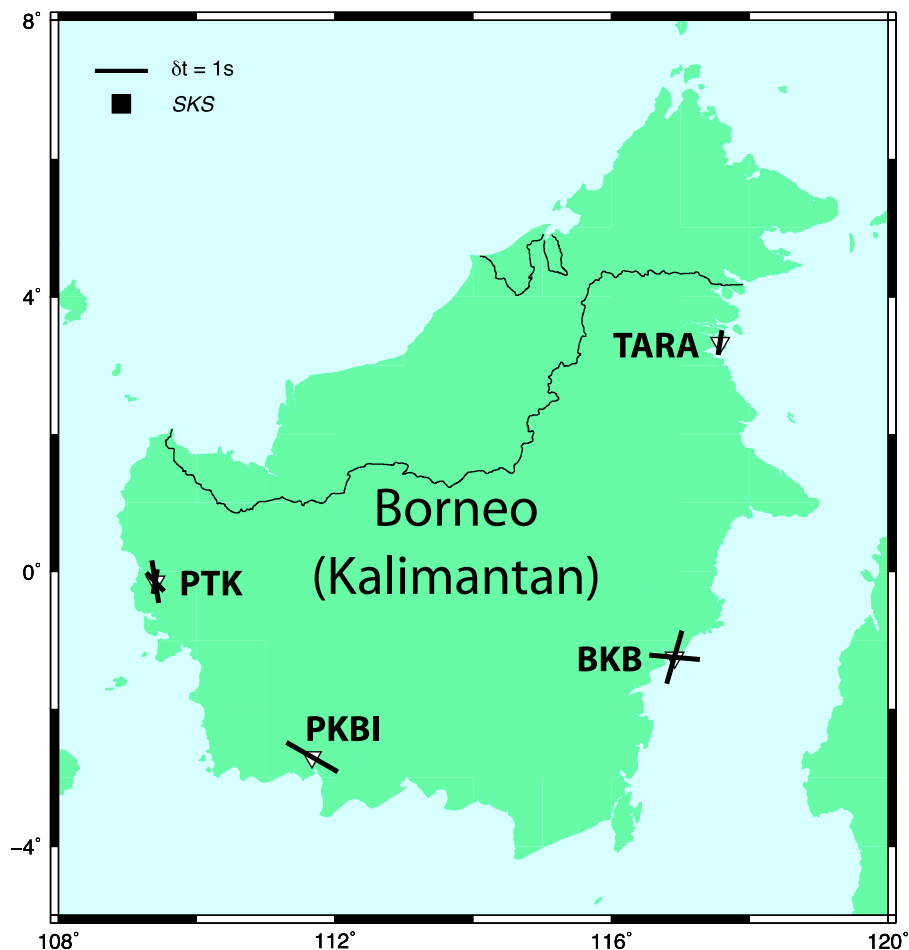 8°
δt = 1s
SKS
4°
TARA
Borneo
(Kalimantan)
0°
PTK
BKB
PKBI
−4°
108°
112°
116°
120°